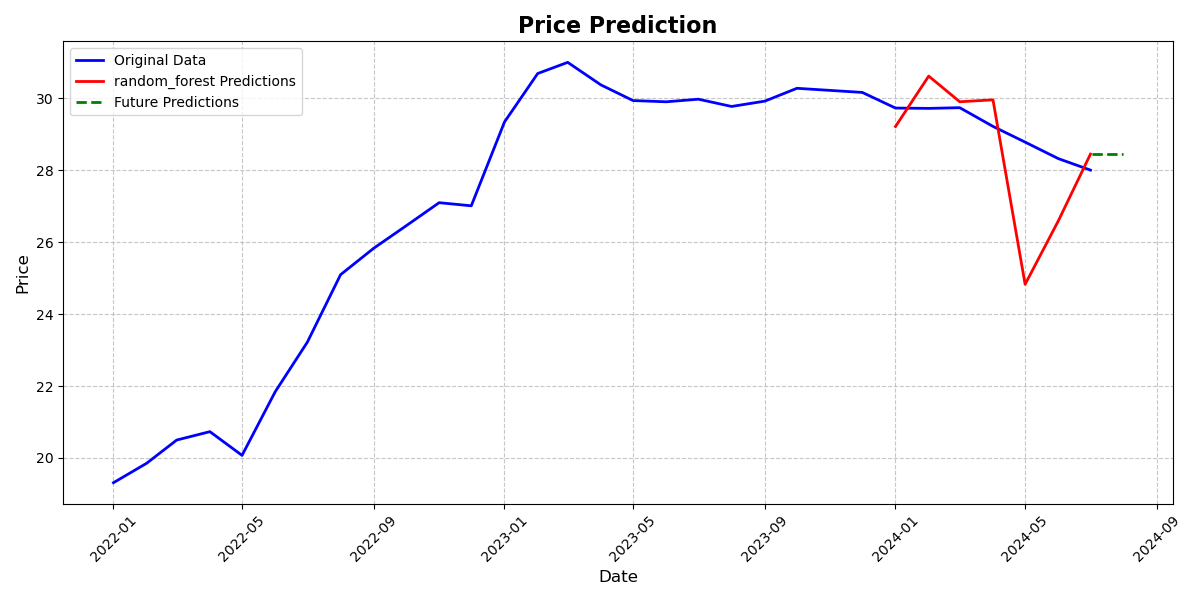 Price Prediction
Original Data
random_forest Predictions
Future Predictions
Price
30
28
26
24
22
20
2022-01
2022-05
2022-09
2023-01
2023-05
2023-09
2024-01
2024-05
2024-09
Date